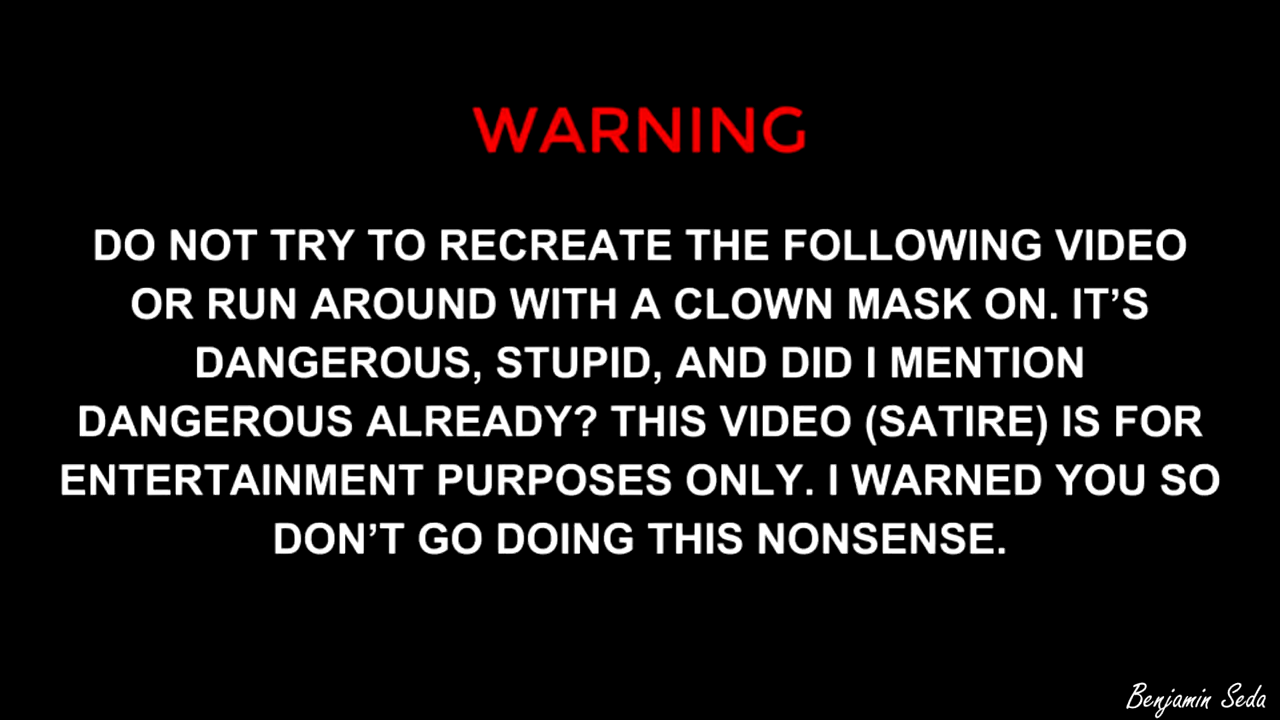 WARNING
DO NOT TRY TO RECREATE THE FOLLOWING VIDEO
OR RUN AROUND WITH A CLOWN MASK ON. IT’S
DANGEROUS, STUPID, AND DID I MENTION
DANGEROUS ALREADY? THIS VIDEO (SATIRE) IS FOR
ENTERTAINMENT PURPOSES ONLY. I WARNED YOU SO
DON’T GO DOING THIS NONSENSE.
Benjamin Seda